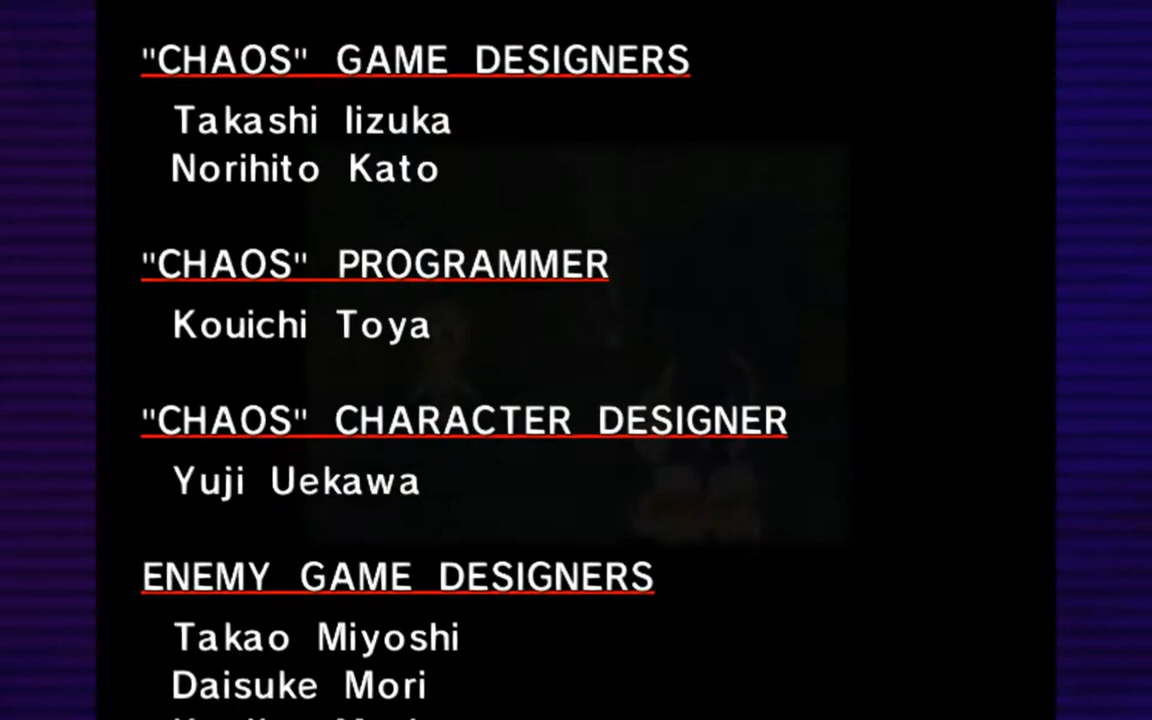 "CHAOS" GAME DESIGNERS
Takashi Iizuka
Norihito Kato
"CHAOS" PROGRAMMER
Kouichi Toya
"CHAOS" CHARACTER DESIGNER
Yuji Uekawa
ENEMY GAME DESIGNERS
Takao Miyoshi
Daisuke Mori